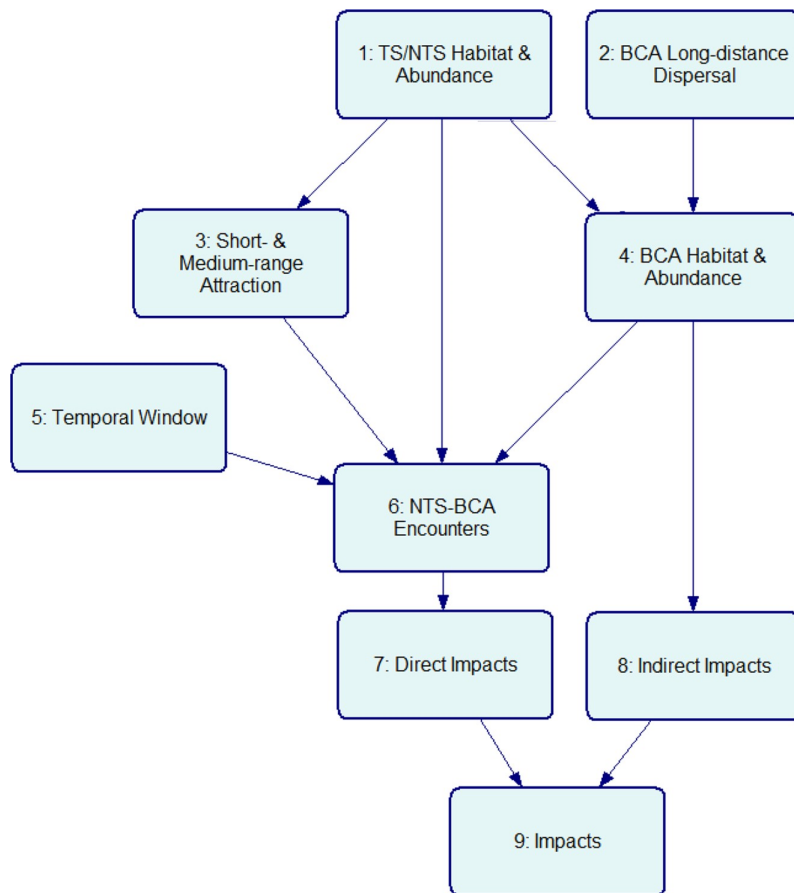 1: TS/NTS Habitat &
Abundance
2: BCA Long-distance
Dispersal
3: Short- &
Medium-range
Attraction
4: BCA Habitat &
Abundance
5: Temporal Window
6: NTS-BCA
Encounters
7: Direct Impacts
8: Indirect Impacts
9: Impacts